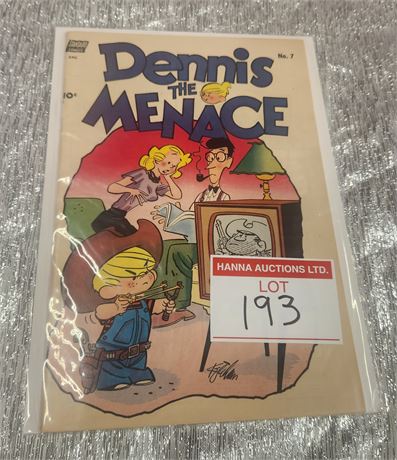 Dennis
THE
MENACE
No. 7
10¢
HANNA AUCTIONS LTD.
LOT
193